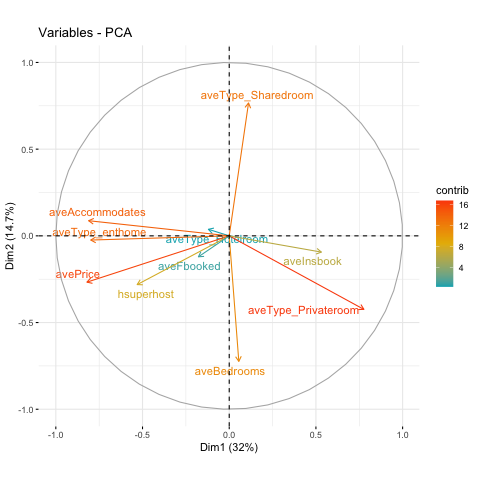 Variables - PCA
1.0
aveType_Sharedroom
0.5
aveAccommodates
aveType_enthome
0.0
aveType_Hotelroom
aveInsbook
aveFbooked
avePrice
hsuperhost
aveType_Privateroom
-0.5
aveBedrooms
-1.0
-1.0 -0.5 0.0 0.5 1.0
Dim1 (32%)
Dim2 (14.7%)
contrib
16
12
8
4